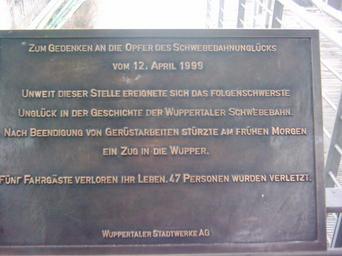 ZUM GEDENKEN AN DIE OPFER DES SCHWEBEBAHNUNGLÜCKS
VOM 12. APRIL 1999
UNWEIT DIESER STELLE EREIGNETE SICH DAS FOLGENSCHWERSTE
UNGLÜCK IN DER GESCHICHTE DER WUPPERTALER SCHWEBEBAHN.
NACH BEENDIGUNG VON GERÜSTARBEITEN STÜRZTE AM FRÜHEN MORGEN
EIN ZUG IN DIE WUPPER.
FÜNF FAHRGÄSTE VERLOREN IHR LEBEN. 47 PERSONEN WURDEN VERLETZT.
WUPPERTALER STADTWERKE AG